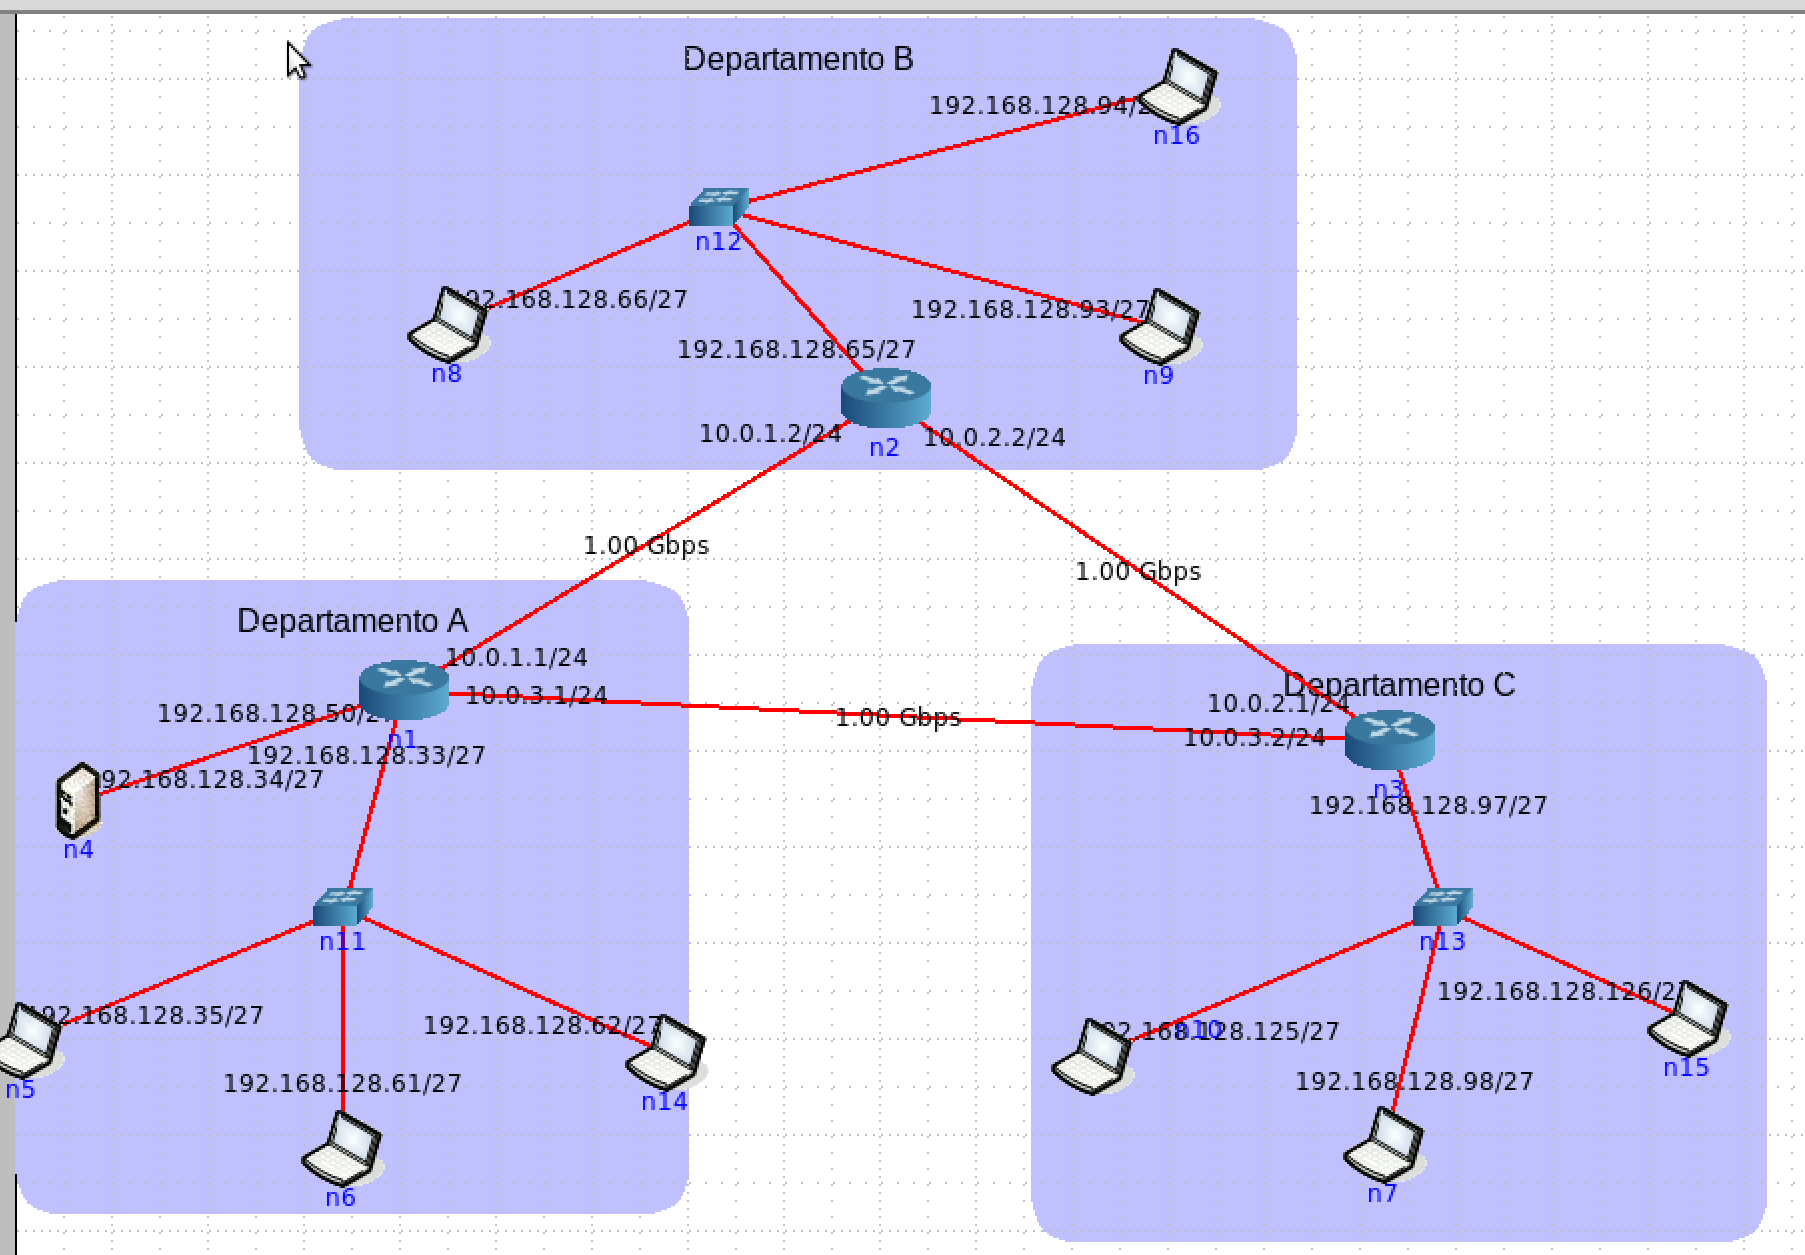 Departamento B
192.168.128.94/2
n16
n12
92.168.128.66/27
192.168.128.93/27
n8
192.168.128.65/27
n9
10.0.1.2/24
10.0.2.2/24
n2
1.00 Gbps
1.00 Gbps
Departamento A
10.0.1.1/24
10.0.3.1/24
192.168.128.50/2
n1
192.168.128.33/27
92.168.128.34/27
n4
1.00 Gbps
Departamento C
10.0.2.1/24
10.0.3.2/24
n3
192.168.128.97/27
n11
92.168.128.35/27
192.168.128.62/27
n5
192.168.128.61/27
n14
n6
n13
192.168.128.126/2
92.168.128.125/27
n10
n15
192.168.128.98/27
n7